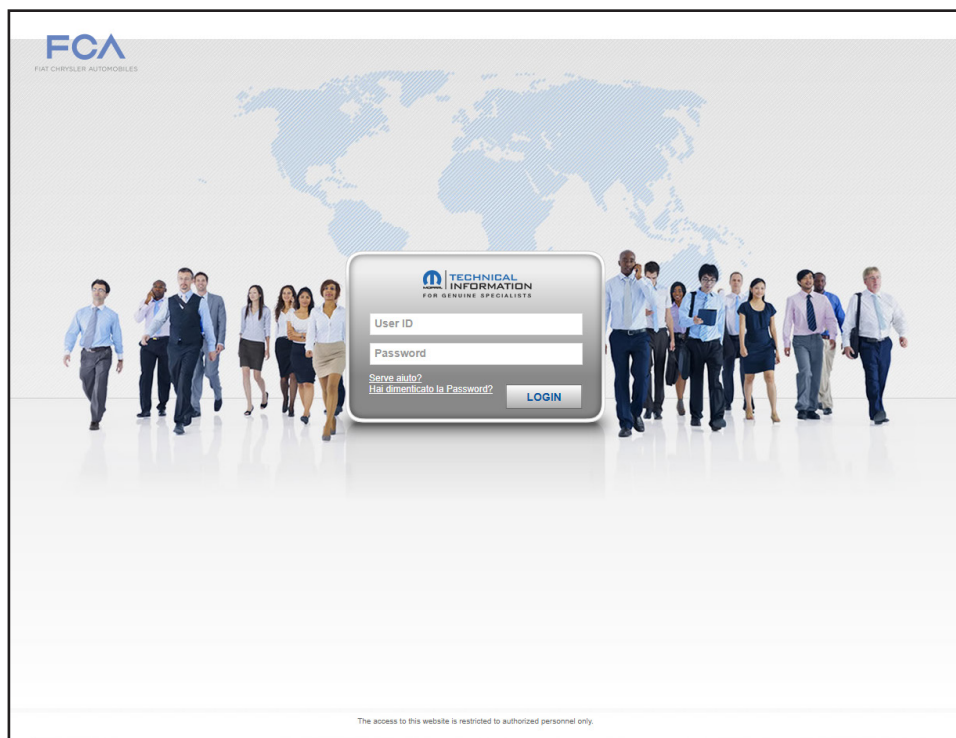 FCA
FIAT CHRYSLER AUTOMOBILES
MOPAR
TECHNICAL
INFORMATION
FOR GENUINE SPECIALISTS
User ID
Password
Serve aiuto?
Hai dimenticato la Password?
LOGIN
The access to this website is restricted to authorized personnel only.